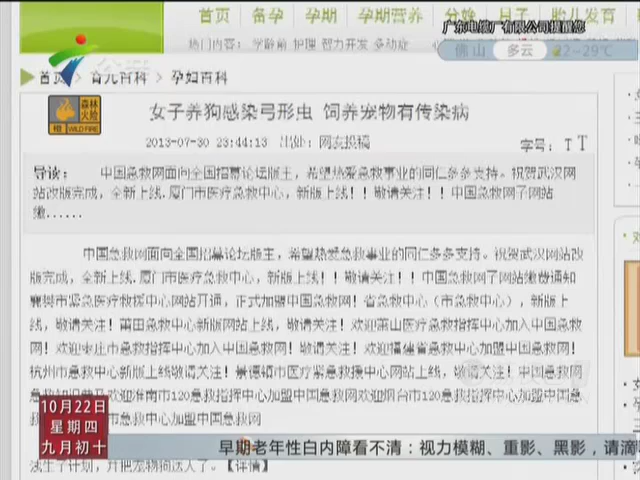 首页 备孕 孕期 孕期营养 分娩 月子 胎儿发育
广东电缆厂有限公司提醒您
热门内容: 学龄前 护理 智力开发 多动症
佛山 多云 22-29℃
首页 育儿百科 孕妇百科
森林火险
橙 WILD FIRE
女子养狗感染弓形虫 饲养宠物有传染病
2013-07-30 23:44:13 出处: 网友投稿
字号: T T
导读: 中国急救网面向全国招募论坛版主,希望热爱急救事业的同仁多多支持。祝贺武汉网
站改版完成,全新上线.厦门市医疗急救中心,新版上线!!敬请关注!!中国急救网了网站
缴......
中国急救网面向全国招募论坛版主,希望热爱急救事业的同仁多多支持。祝贺武汉网站改
版完成,全新上线.厦门市医疗急救中心,新版上线!!敬请关注!!中国急救网了网站缴费通知
襄樊市紧急医疗救援中心网站开通,正式加盟中国急救网!省急救中心(市急救中心),新版上
线,敬请关注!莆田急救中心新版网站上线,敬请关注!欢迎萧山医疗急救指挥中心加入中国急救
网!欢迎枣庄市急救指挥中心加入中国急救网!敬请关注!欢迎福建省急救中心加盟中国急救网!
杭州市急救中心新版上线敬请关注!景德镇市医疗紧急救援中心网站上线,敬请关注!中国急救网
欢迎淮南市120急救指挥中心加盟中国急救网欢迎烟台市120急救指挥中心加盟中国急救
市急救中心加盟中国急救网
10月22日
星期四
九月初十
早期老年性白内障看不清:视力模糊、重影、黑影,请滴
生子计划,并把宠物狗送人了。【详情】